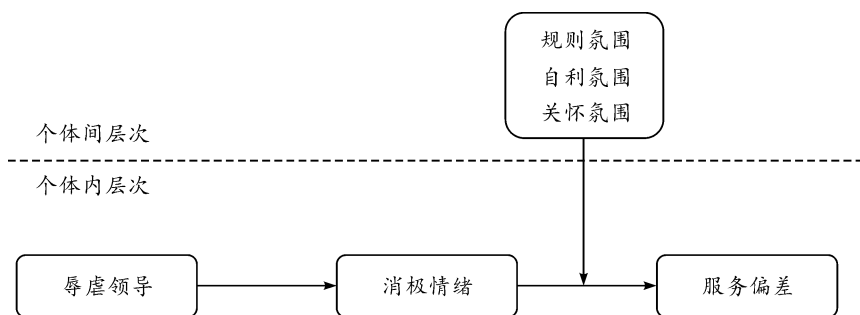 规则氛围
自利氛围
关怀氛围
个体间层次
个体内层次
辱虐领导
消极情绪
服务偏差